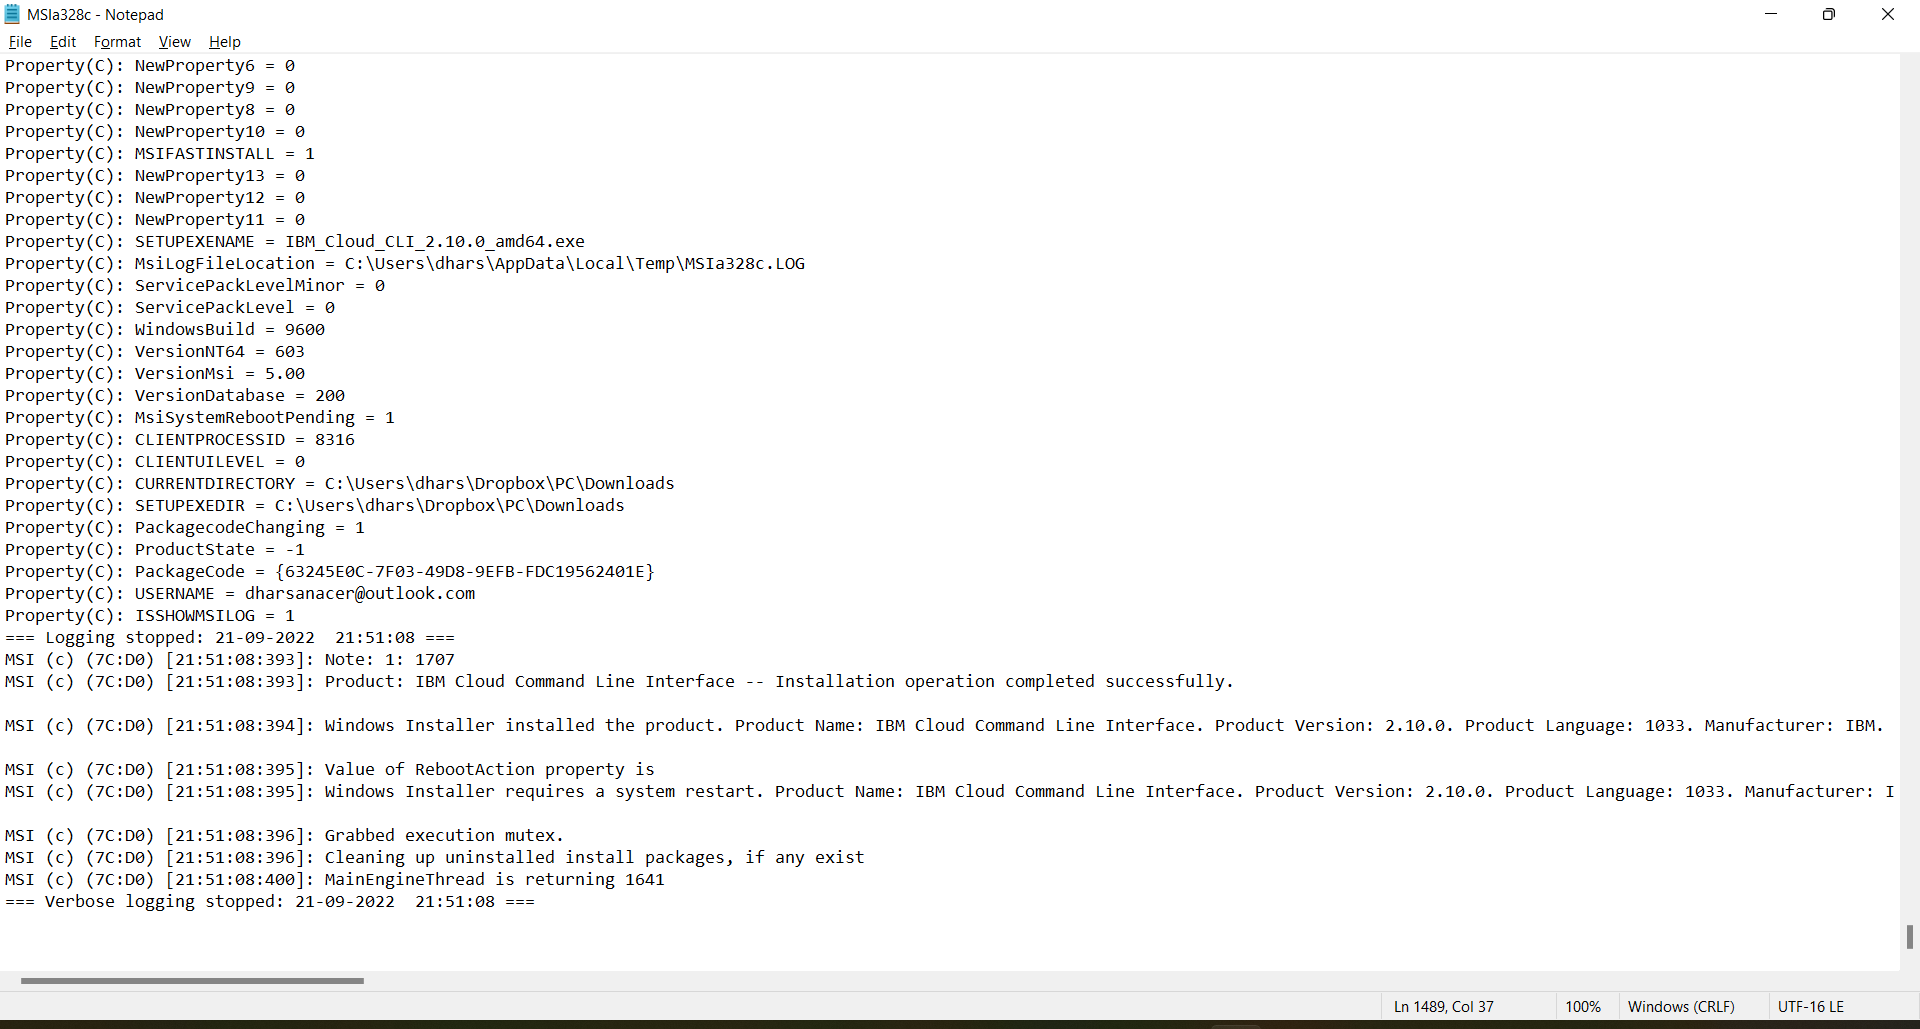 MSIa328c - Notepad
File Edit Format View Help
Property(C): NewProperty6 = 0
Property(C): NewProperty9 = 0
Property(C): NewProperty8 = 0
Property(C): NewProperty10 = 0
Property(C): MSIFASTINSTALL = 1
Property(C): NewProperty13 = 0
Property(C): NewProperty12 = 0
Property(C): NewProperty11 = 0
Property(C): SETUPEXENAME = IBM_Cloud_CLI_2.10.0_amd64.exe
Property(C): MsiLogFileLocation = C:\Users\dhars\AppData\Local\Temp\MSIa328c.LOG
Property(C): ServicePackLevelMinor = 0
Property(C): ServicePackLevel = 0
Property(C): WindowsBuild = 9600
Property(C): VersionNT64 = 603
Property(C): VersionMsi = 5.00
Property(C): VersionDatabase = 200
Property(C): MsiSystemRebootPending = 1
Property(C): CLIENTPROCESSID = 8316
Property(C): CLIENTUILEVEL = 0
Property(C): CURRENTDIRECTORY = C:\Users\dhars\Dropbox\PC\Downloads
Property(C): SETUPEXEDIR = C:\Users\dhars\Dropbox\PC\Downloads
Property(C): PackagecodeChanging = 1
Property(C): ProductState = -1
Property(C): PackageCode = {63245E0C-7F03-49D8-9EFB-FDC19562401E}
Property(C): USERNAME = dharsanacer@outlook.com
Property(C): ISSHOWMSILOG = 1
=== Logging stopped: 21-09-2022  21:51:08 ===
MSI (c) (7C:D0) [21:51:08:393]: Note: 1: 1707
MSI (c) (7C:D0) [21:51:08:393]: Product: IBM Cloud Command Line Interface -- Installation operation completed successfully.
MSI (c) (7C:D0) [21:51:08:394]: Windows Installer installed the product. Product Name: IBM Cloud Command Line Interface. Product Version: 2.10.0. Product Language: 1033. Manufacturer: IBM.
MSI (c) (7C:D0) [21:51:08:395]: Value of RebootAction property is
MSI (c) (7C:D0) [21:51:08:395]: Windows Installer requires a system restart. Product Name: IBM Cloud Command Line Interface. Product Version: 2.10.0. Product Language: 1033. Manufacturer: I
MSI (c) (7C:D0) [21:51:08:396]: Grabbed execution mutex.
MSI (c) (7C:D0) [21:51:08:396]: Cleaning up uninstalled install packages, if any exist
MSI (c) (7C:D0) [21:51:08:400]: MainEngineThread is returning 1641
=== Verbose logging stopped: 21-09-2022  21:51:08 ===
Ln 1489, Col 37 100% Windows (CRLF) UTF-16 LE